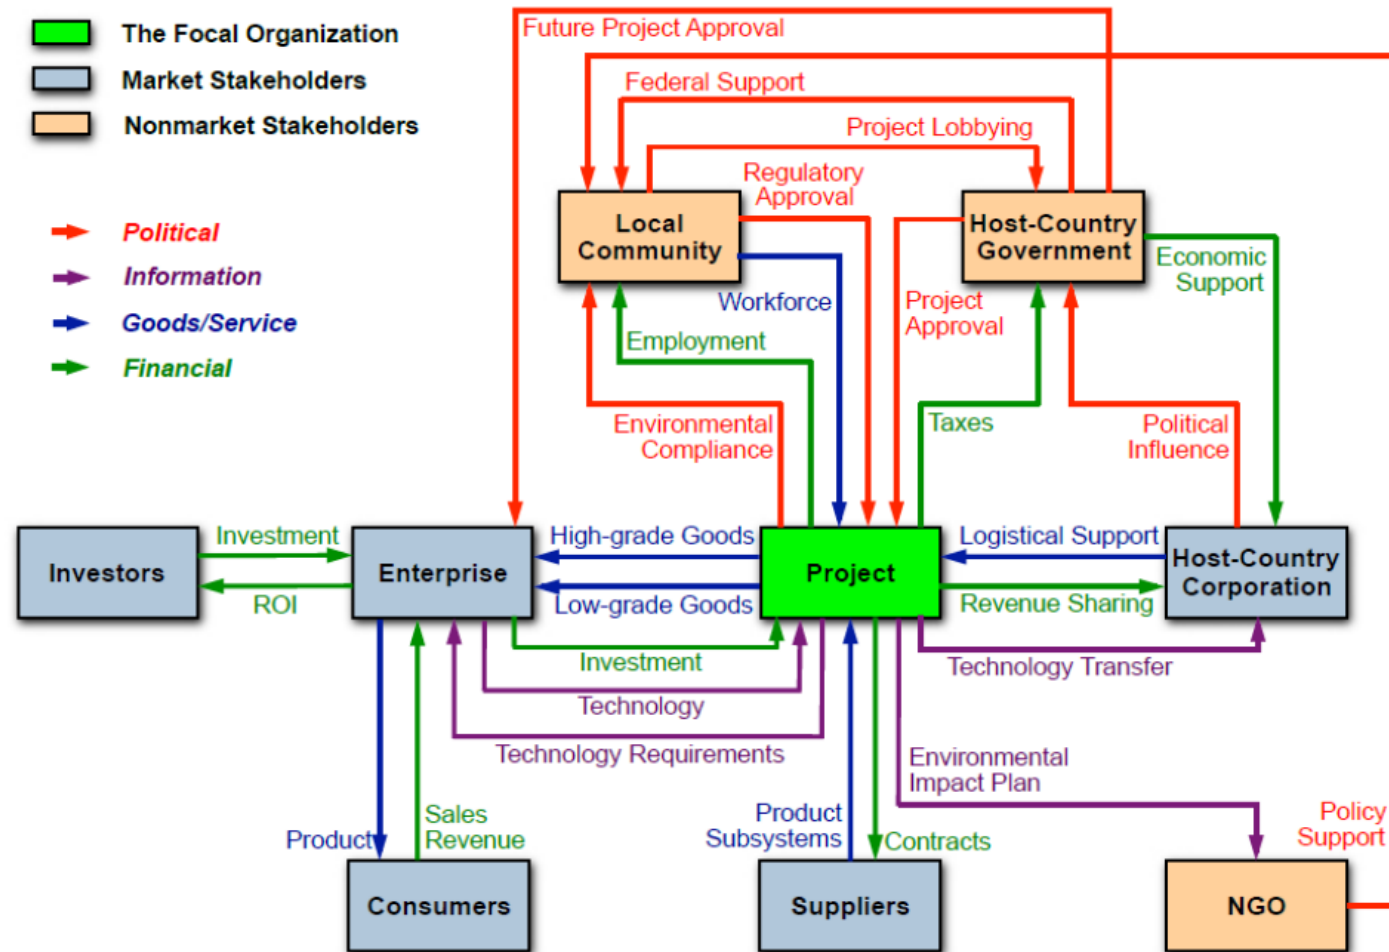 The Focal Organization
Market Stakeholders
Nonmarket Stakeholders
Political
Information
Goods/Service
Financial
Future Project Approval
Federal Support
Project Lobbying
Regulatory
Approval
Local
Community
Host-Country
Government
Economic
Support
Workforce
Project
Approval
Employment
Environmental
Compliance
Taxes
Political
Influence
Investors
Investment
ROI
Enterprise
High-grade Goods
Low-grade Goods
Project
Logistical Support
Revenue Sharing
Host-Country
Corporation
Investment
Technology
Technology Requirements
Technology Transfer
Environmental
Impact Plan
Product
Sales
Revenue
Product
Subsystems
Contracts
Policy
Support
Consumers
Suppliers
NGO